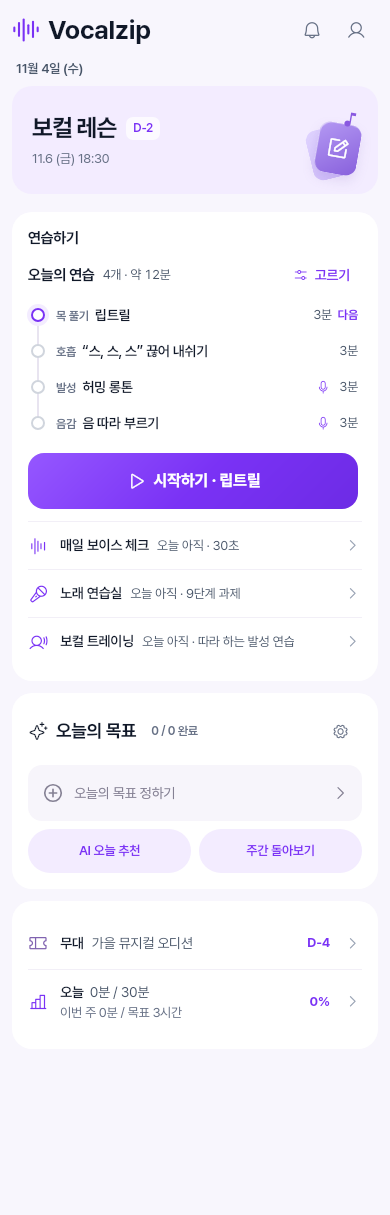 Vocalzip
11월 4일 (수)
보컬 레슨 D-2
11.6 (금) 18:30
연습하기
오늘의 연습 4개 · 약 12분 고르기
목 풀기 립트릴 3분 다음
호흡 “스, 스, 스” 끊어 내쉬기 3분
발성 허밍 롱톤 3분
음감 음 따라 부르기 3분
시작하기 · 립트릴
매일 보이스 체크 오늘 아직 · 30초
노래 연습실 오늘 아직 · 9단계 과제
보컬 트레이닝 오늘 아직 · 따라 하는 발성 연습
오늘의 목표 0 / 0 완료
오늘의 목표 정하기
AI 오늘 추천 주간 돌아보기
무대 가을 뮤지컬 오디션 D-4
오늘 0분 / 30분 0%
이번 주 0분 / 목표 3시간